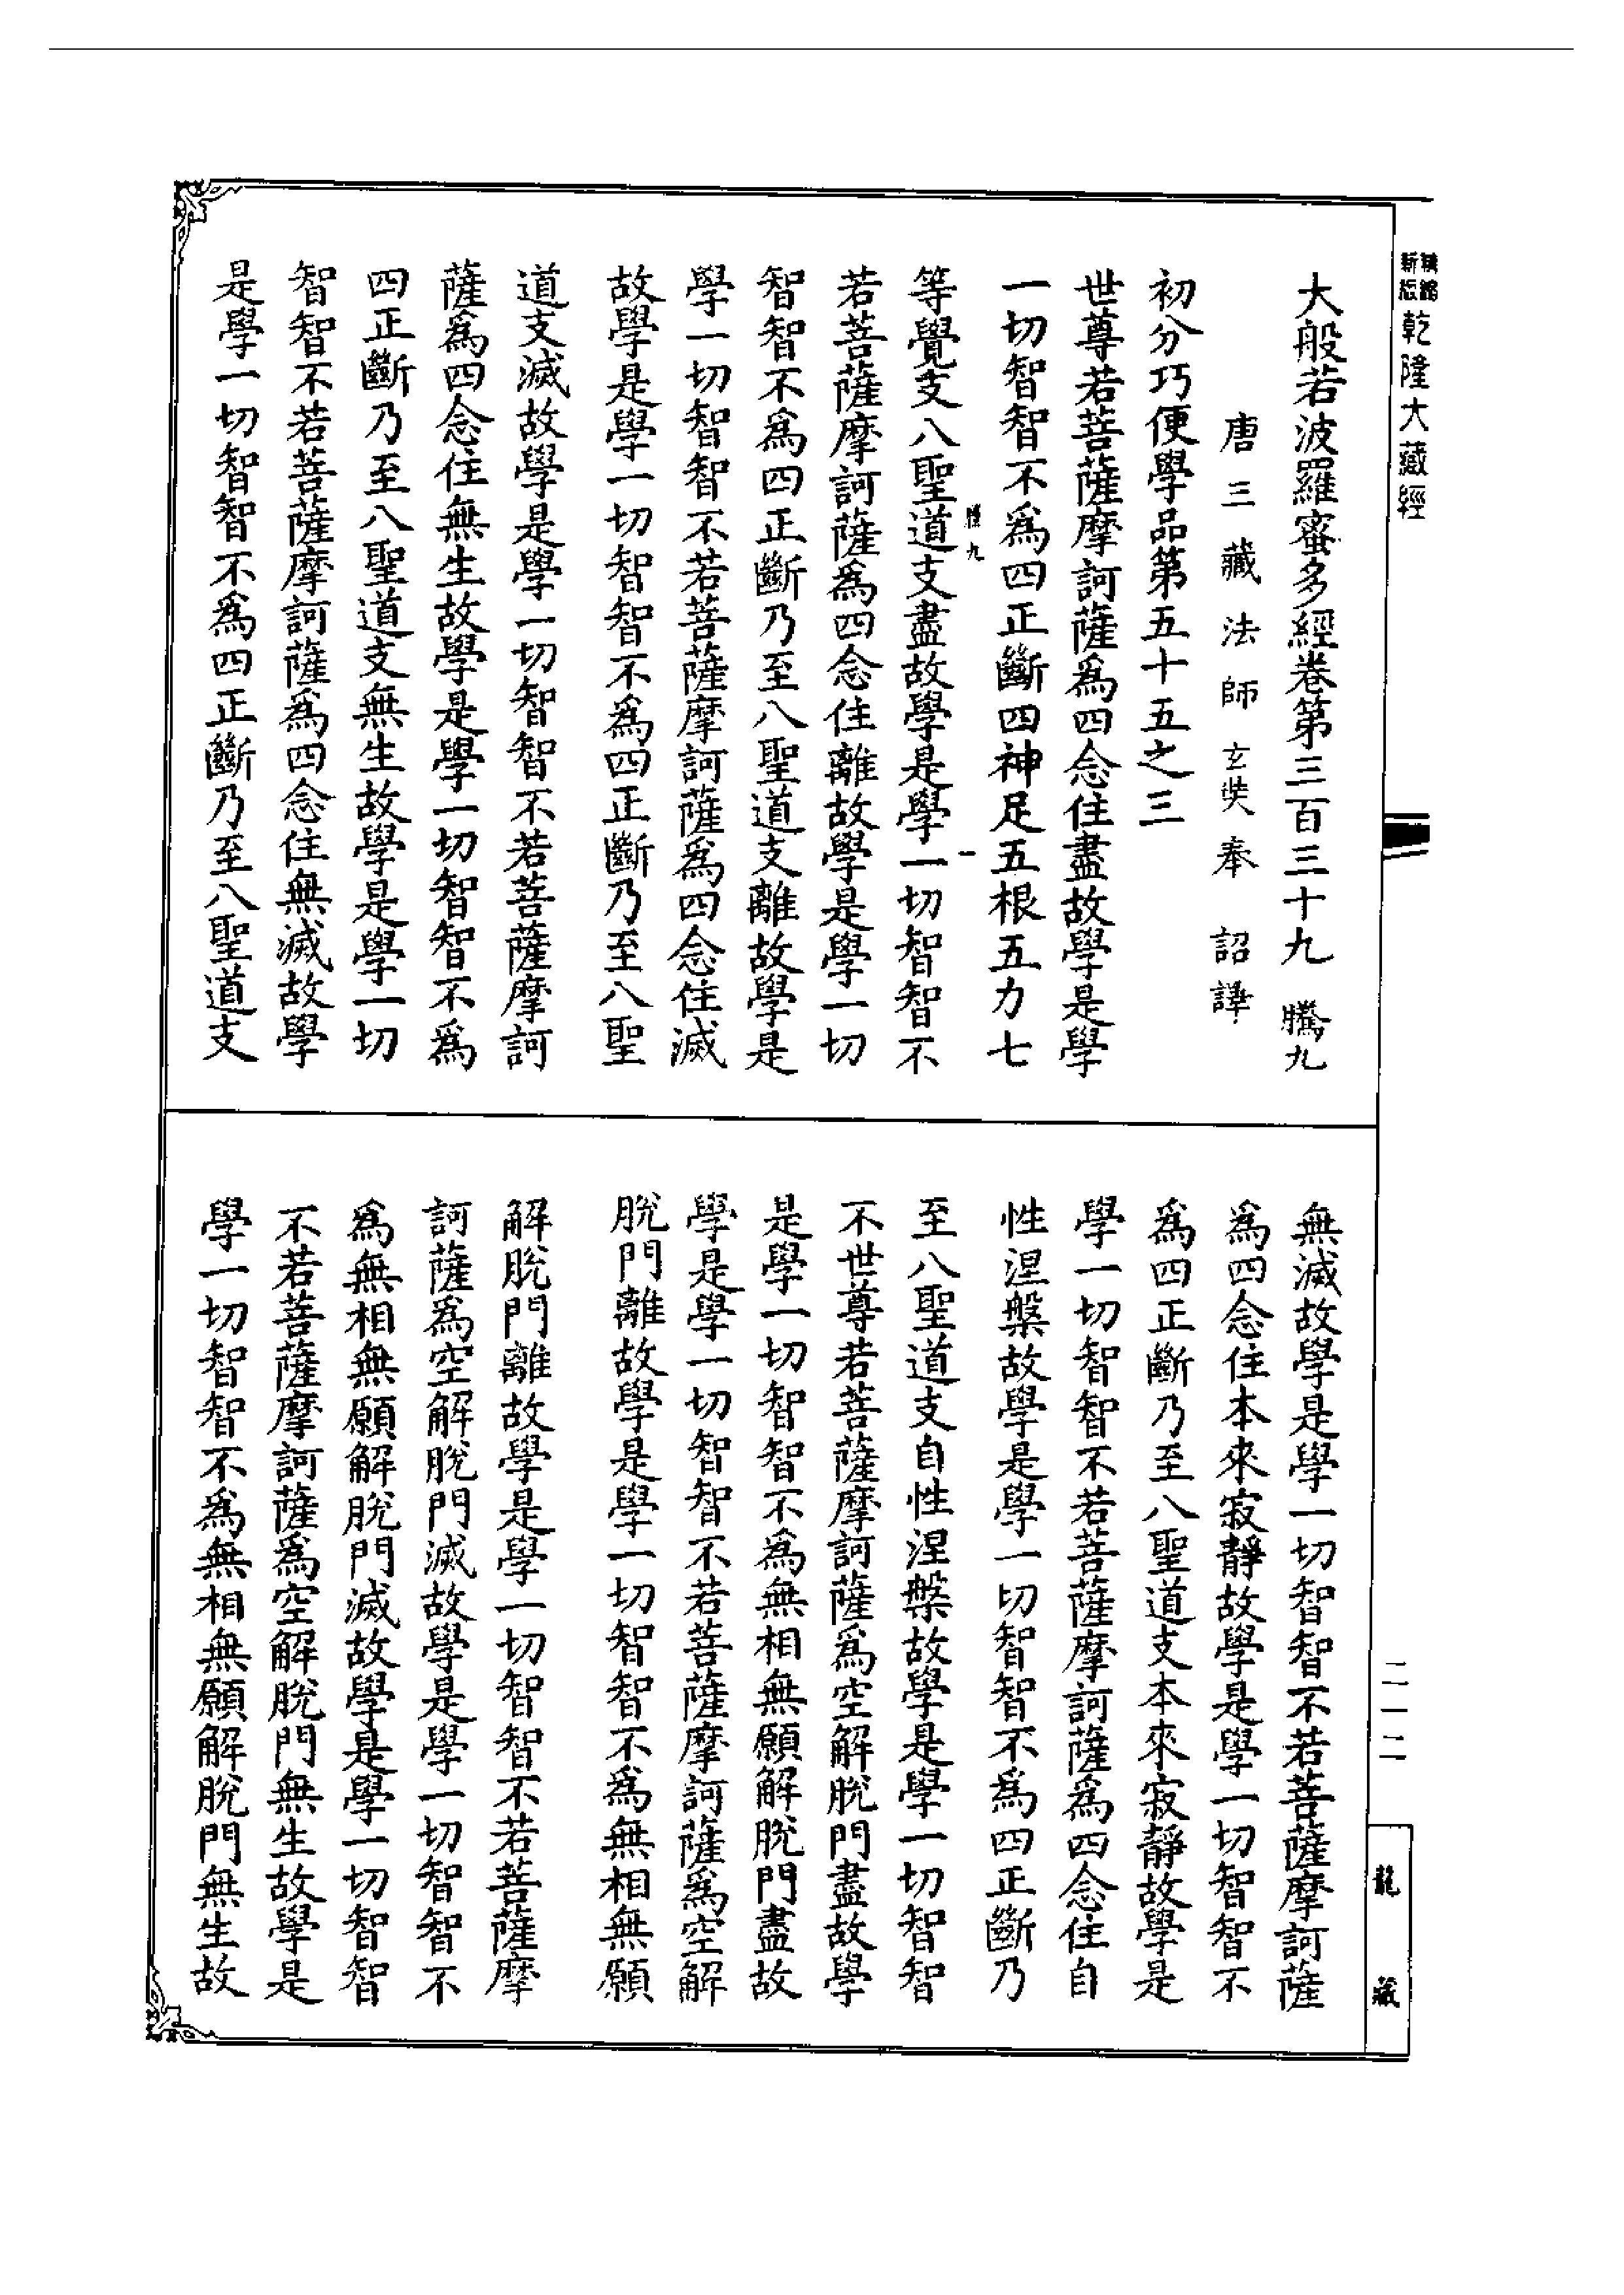 新版
精縮
乾隆大藏經
大般若波羅蜜多經卷第三百三十九 騰九
唐三藏法師玄奘奉 詔譯
初分巧便學品第五十五之三
世尊若菩薩摩訶薩為四念住盡故學是學
一切智智不為四正斷四神足五根五力七
騰九 一
等覺支八聖道支盡故學是學一切智智不
若菩薩摩訶薩為四念住離故學是學一切
智智不為四正斷乃至八聖道支離故學是
學一切智智不若菩薩摩訶薩為四念住滅
故學是學一切智智不為四正斷乃至八聖
道支滅故學是學一切智智不若菩薩摩訶
薩為四念住無生故學是學一切智智不為
四正斷乃至八聖道支無生故學是學一切
智智不若菩薩摩訶薩為四念住無滅故學
是學一切智智不為四正斷乃至八聖道支
無滅故學是學一切智智不若菩薩摩訶薩
為四念住本來寂靜故學是學一切智智不
為四正斷乃至八聖道支本來寂靜故學是
學一切智智不若菩薩摩訶薩為四念住自
性涅槃故學是學一切智智不為四正斷乃
至八聖道支自性涅槃故學是學一切智智
不世尊若菩薩摩訶薩為空解脫門盡故學
是學一切智智不為無相無願解脫門盡故
學是學一切智智不若菩薩摩訶薩為空解
脫門離故學是學一切智智不為無相無願
解脫門離故學是學一切智智不若菩薩摩
訶薩為空解脫門滅故學是學一切智智不
為無相無願解脫門滅故學是學一切智智
不若菩薩摩訶薩為空解脫門無生故學是
學一切智智不為無相無願解脫門無生故
二一二
龍藏